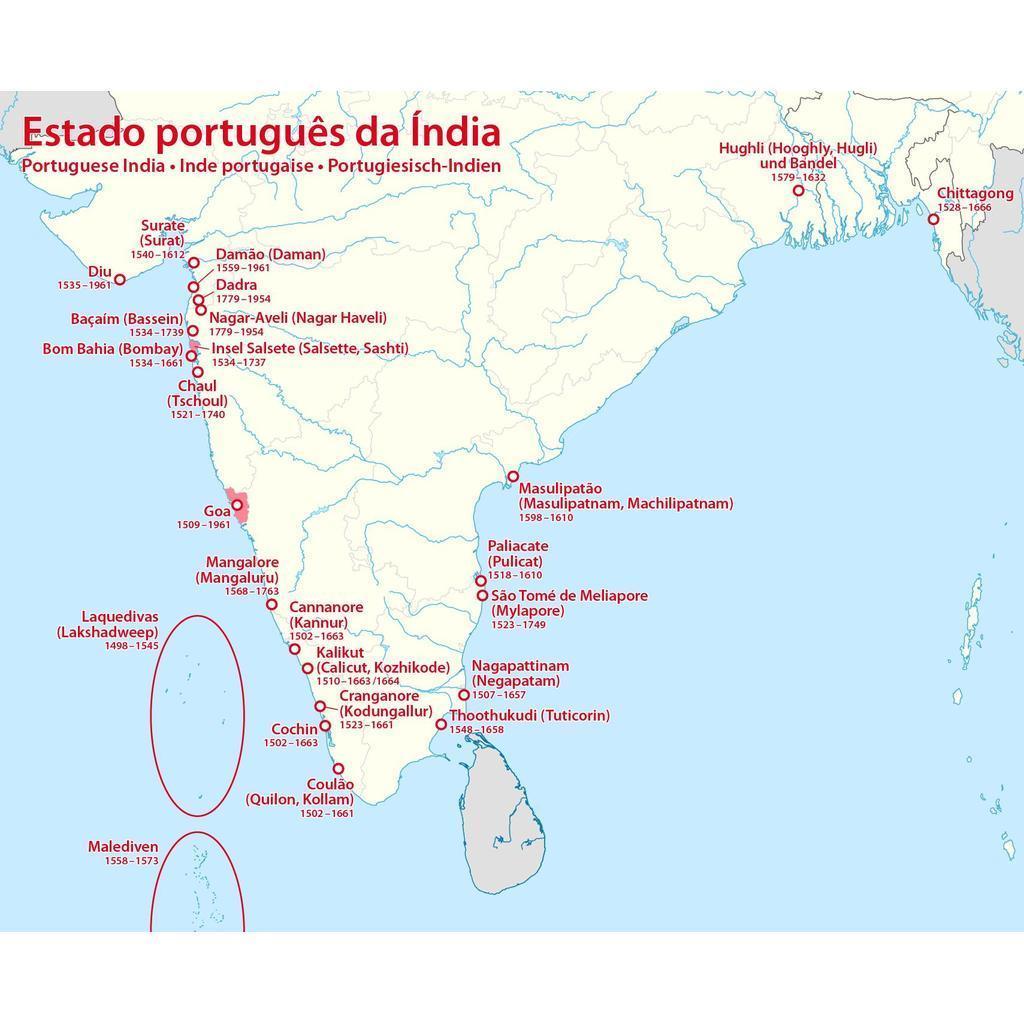 Estado português da Índia
Portuguese India • Inde portugaise • Portugiesisch-Indien
Hughli (Hooghly, Hugli)
und Bandel
1579–1632
Chittagong
1528–1666
Surate
(Surat)
1540–1612
Damão (Daman)
1559–1961
Diu
1535–1961
Dadra
1779–1954
Baçaím (Bassein)
1534–1739
Nagar-Aveli (Nagar Haveli)
1779–1954
Bom Bahia (Bombay)
1534–1661
Insel Salsete (Salsette, Sashti)
1534–1737
Chaul
(Tschoul)
1521–1740
Goa
1509–1961
Masulipatão
(Masulipatnam, Machilipatnam)
1598–1610
Mangalore
(Mangaluru)
1568–1763
Paliacate
(Pulicat)
1518–1610
São Tomé de Meliapore
(Mylapore)
1523–1749
Laquedivas
(Lakshadweep)
1498–1545
Cannanore
(Kannur)
1502–1663
Kalikut
(Calicut, Kozhikode)
1510–1663/1664
Nagapattinam
(Negapatam)
1507–1657
Cranganore
(Kodungallur)
1523–1661
Cochin
1502–1663
Thoothukudi (Tuticorin)
1548–1658
Coulão
(Quilon, Kollam)
1502–1661
Malediven
1558–1573